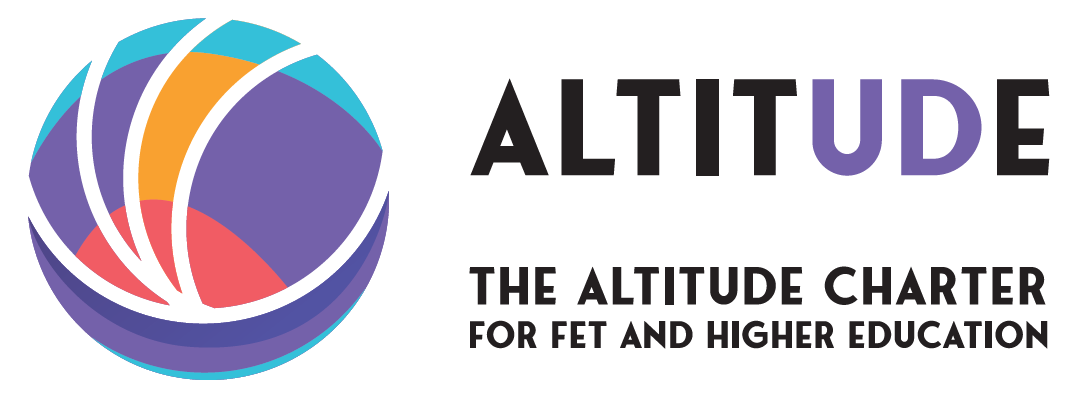 ALTITUDE
THE ALTITUDE CHARTER
FOR FET AND HIGHER EDUCATION